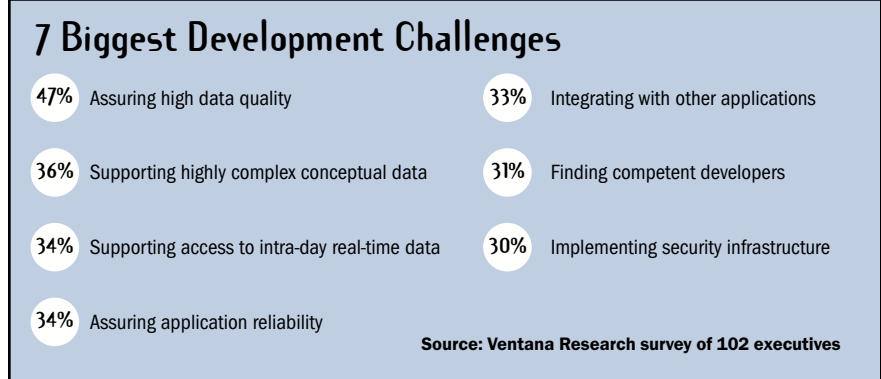 7 Biggest Development Challenges
47% Assuring high data quality
36% Supporting highly complex conceptual data
34% Supporting access to intra-day real-time data
34% Assuring application reliability
33% Integrating with other applications
31% Finding competent developers
30% Implementing security infrastructure
Source: Ventana Research survey of 102 executives